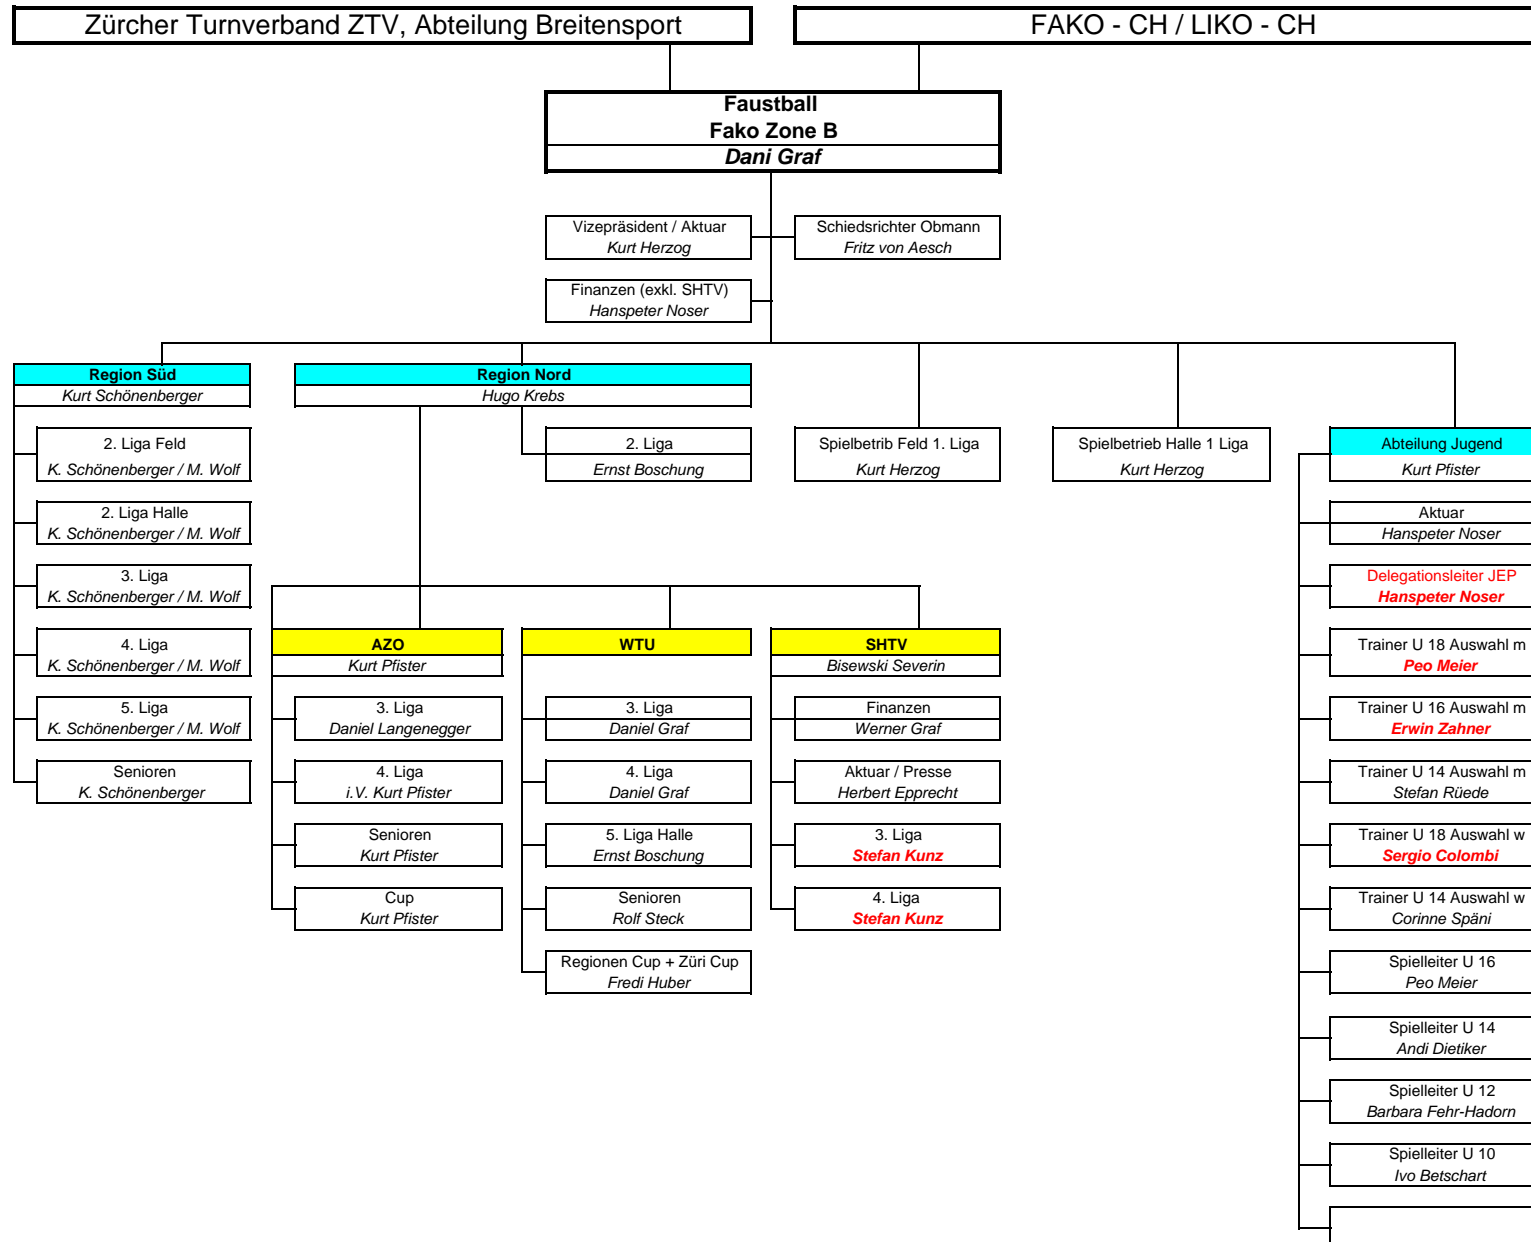 Zürcher Turnverband ZTV, Abteilung Breitensport
FAKO - CH / LIKO - CH
Faustball
Fako Zone B
Dani Graf
Vizepräsident / Aktuar
Kurt Herzog
Schiedsrichter Obmann
Fritz von Aesch
Finanzen (exkl. SHTV)
Hanspeter Noser
Region Süd
Kurt Schönenberger
2. Liga Feld
K. Schönenberger / M. Wolf
2. Liga Halle
K. Schönenberger / M. Wolf
3. Liga
K. Schönenberger / M. Wolf
4. Liga
K. Schönenberger / M. Wolf
5. Liga
K. Schönenberger / M. Wolf
Senioren
K. Schönenberger
Region Nord
Hugo Krebs
2. Liga
Ernst Boschung
AZO
Kurt Pfister
3. Liga
Daniel Langenegger
4. Liga
i.V. Kurt Pfister
Senioren
Kurt Pfister
Cup
Kurt Pfister
WTU
3. Liga
Daniel Graf
4. Liga
Daniel Graf
5. Liga Halle
Ernst Boschung
Senioren
Rolf Steck
Regionen Cup + Züri Cup
Fredi Huber
SHTV
Bisewski Severin
Finanzen
Werner Graf
Aktuar / Presse
Herbert Epprecht
3. Liga
Stefan Kunz
4. Liga
Stefan Kunz
Spielbetrib Feld 1. Liga
Kurt Herzog
Spielbetrieb Halle 1 Liga
Kurt Herzog
Abteilung Jugend
Kurt Pfister
Aktuar
Hanspeter Noser
Delegationsleiter JEP
Hanspeter Noser
Trainer U 18 Auswahl m
Peo Meier
Trainer U 16 Auswahl m
Erwin Zahner
Trainer U 14 Auswahl m
Stefan Rüede
Trainer U 18 Auswahl w
Sergio Colombi
Trainer U 14 Auswahl w
Corinne Späni
Spielleiter U 16
Peo Meier
Spielleiter U 14
Andi Dietiker
Spielleiter U 12
Barbara Fehr-Hadorn
Spielleiter U 10
Ivo Betschart